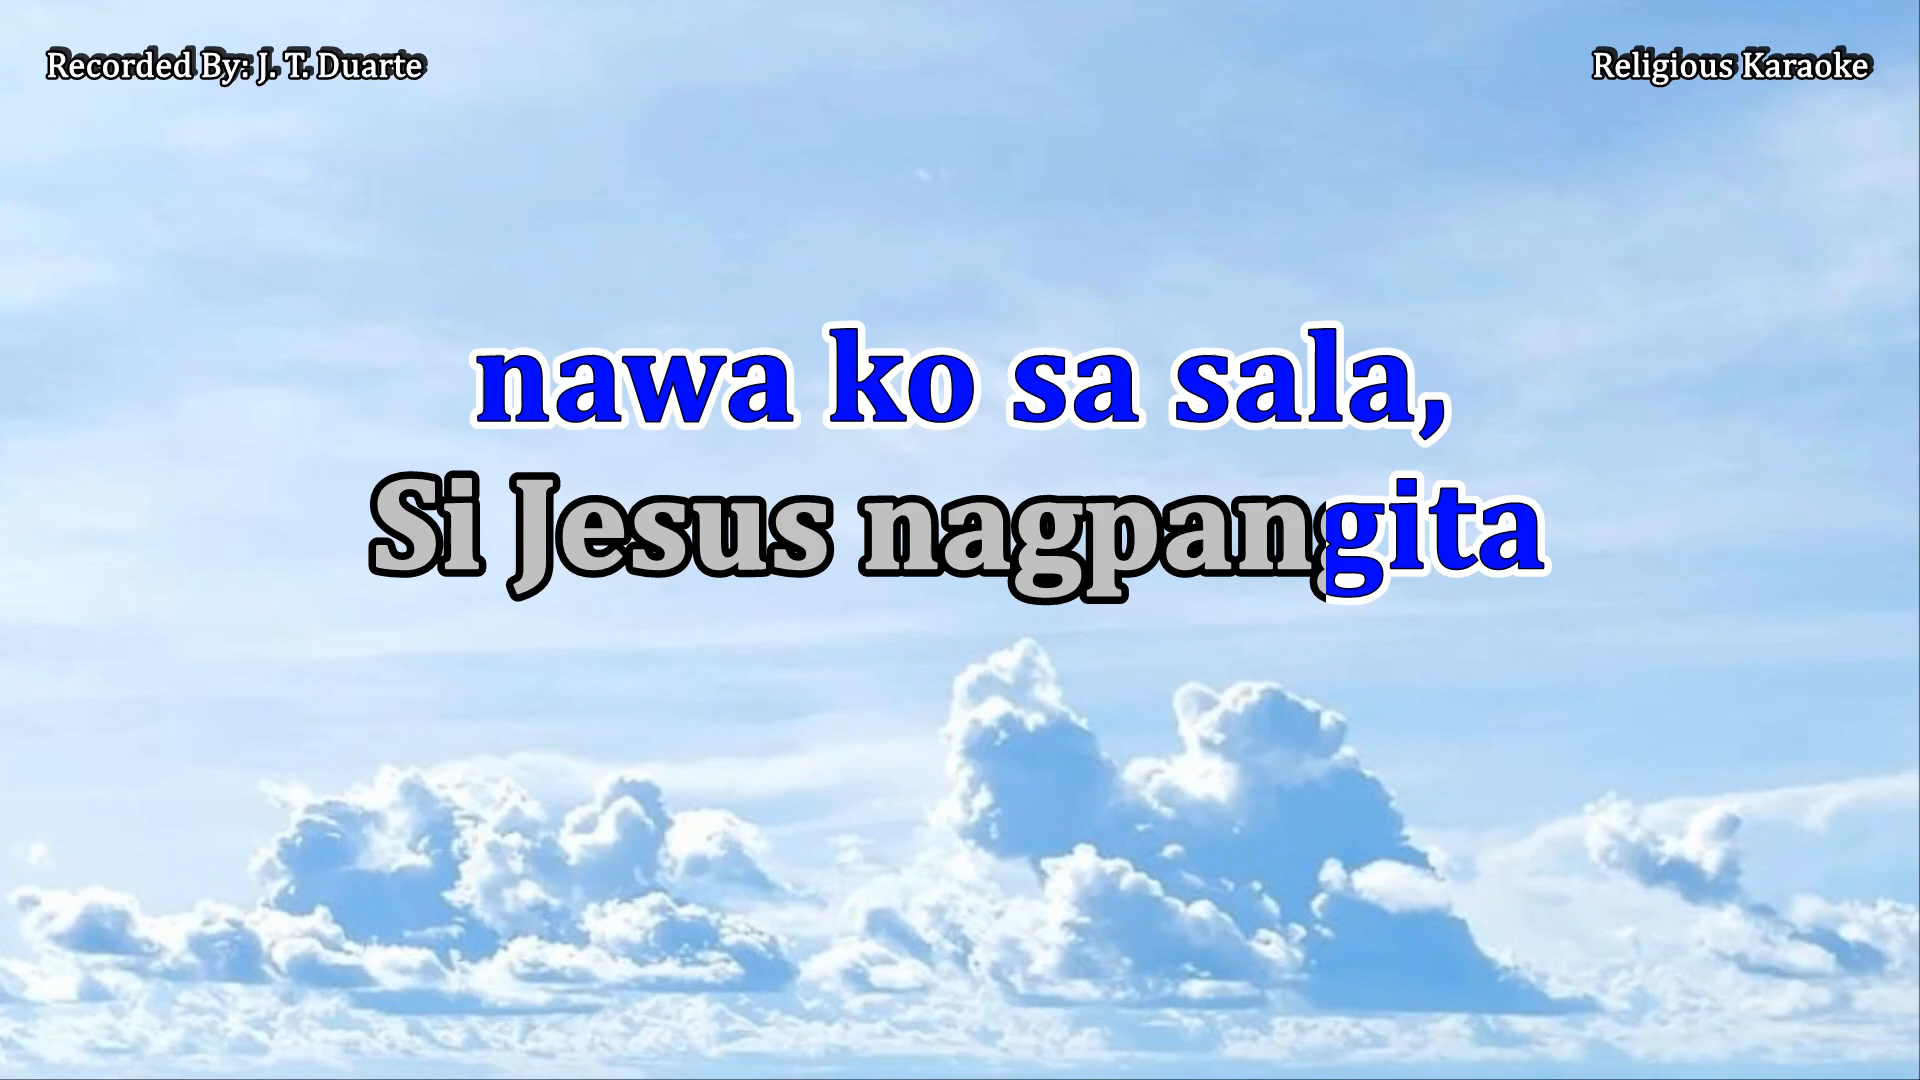 Recorded By: J. T. Duarte
Religious Karaoke
nawa ko sa sala,
Si Jesus nagpangita